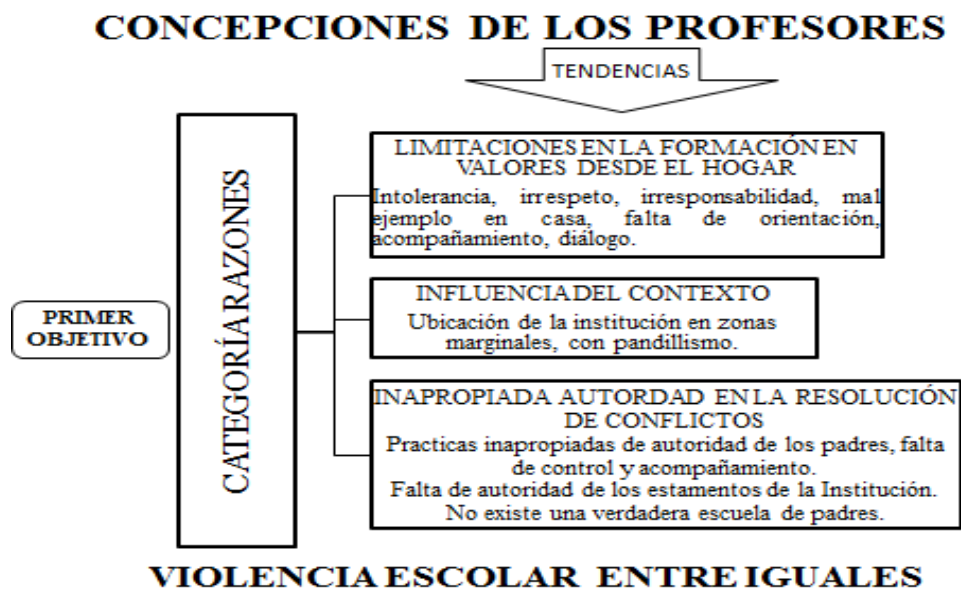 CONCEPCIONES DE LOS PROFESORES
TENDENCIAS
PRIMER
OBJETIVO
CATEGORÍA RAZONES
LIMITACIONES EN LA FORMACIÓN EN
VALORES DESDE EL HOGAR
Intolerancia, irrespeto, irresponsabilidad, mal
ejemplo en casa, falta de orientación,
acompañamiento, diálogo.
INFLUENCIA DEL CONTEXTO
Ubicación de la institución en zonas
marginales, con pandillismo.
INAPROPIADA AUTORDAD EN LA RESOLUCIÓN
DE CONFLICTOS
Practicas inapropiadas de autoridad de los padres, falta
de control y acompañamiento.
Falta de autoridad de los estamentos de la Institución.
No existe una verdadera escuela de padres.
VIOLENCIA ESCOLAR ENTRE IGUALES